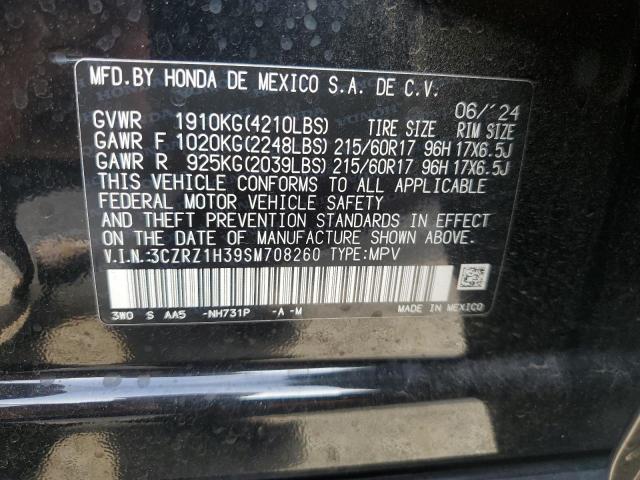 MFD. BY HONDA DE MEXICO S.A. DE C.V.
06/'24
GVWR 1910KG(4210LBS) TIRE SIZE RIM SIZE
GAWR F 1020KG(2248LBS) 215/60R17 96H 17X6.5J
GAWR R 925KG(2039LBS) 215/60R17 96H 17X6.5J
THIS VEHICLE CONFORMS TO ALL APPLICABLE
FEDERAL MOTOR VEHICLE SAFETY
AND THEFT PREVENTION STANDARDS IN EFFECT
ON THE DATE OF MANUFACTURE SHOWN ABOVE.
V.I.N.:3CZRZ1H39SM708260 TYPE:MPV
3W0 S AA5 -NH731P -A -M MADE IN MEXICO